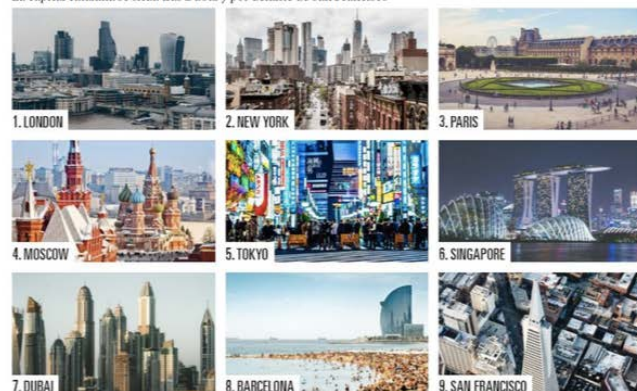 1. LONDON
2. NEW YORK
3. PARIS
4. MOSCOW
5. TOKYO
6. SINGAPORE
7. DUBAI
8. BARCELONA
9. SAN FRANCISCO